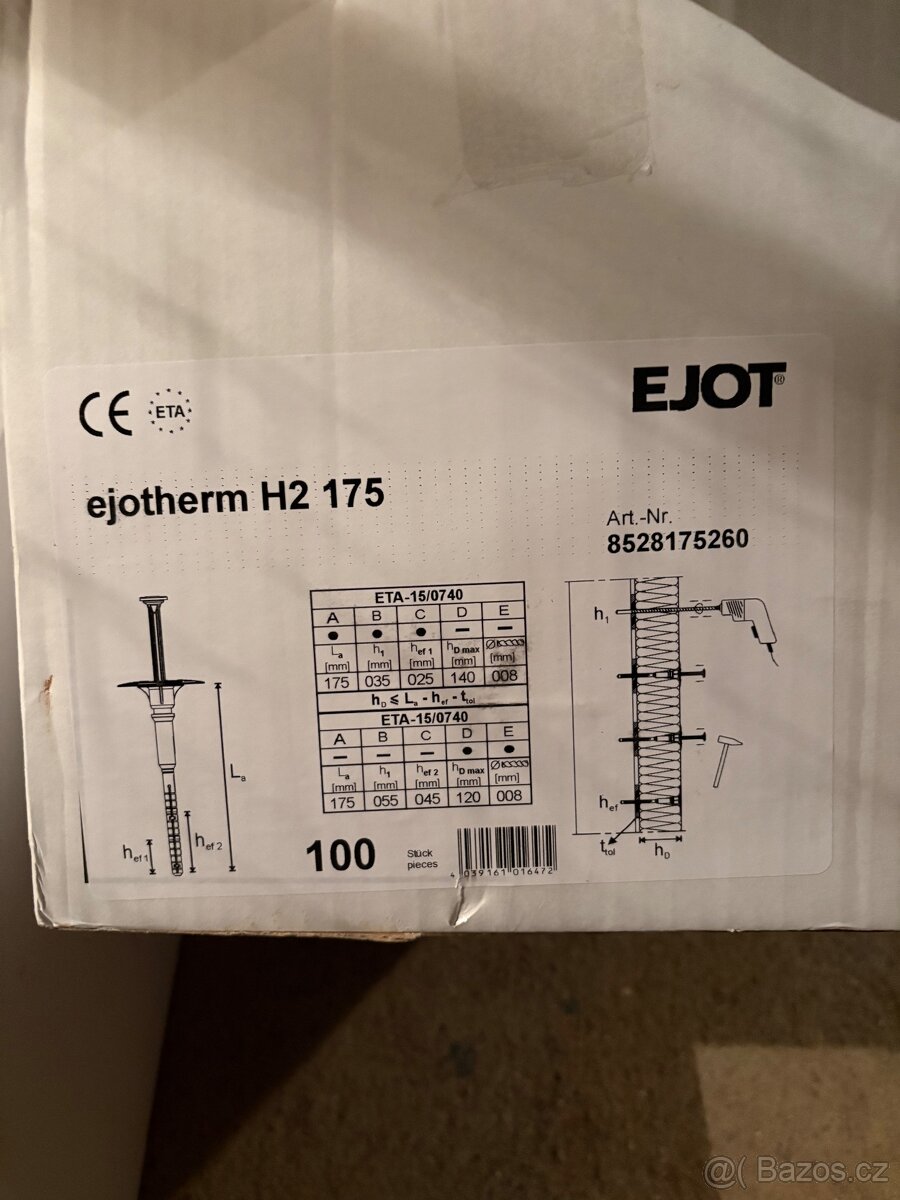 CE ETA
EJOT®
ejotherm H2 175
Art.-Nr.
8528175260
ETA-15/0740
A B C D E
● ● ● – –
La h1 hef 1 hD max Ø
[mm] [mm] [mm] [mm] [mm]
175 035 025 140 008
hD ≤ La - hef - ttol
ETA-15/0740
A B C D E
– – – ● ●
La h1 hef 2 hD max Ø
[mm] [mm] [mm] [mm] [mm]
175 055 045 120 008
La
hef 1
hef 2
h1
hef
ttol
hD
100
Stück
pieces
4 039161 016472
@( Bazos.cz